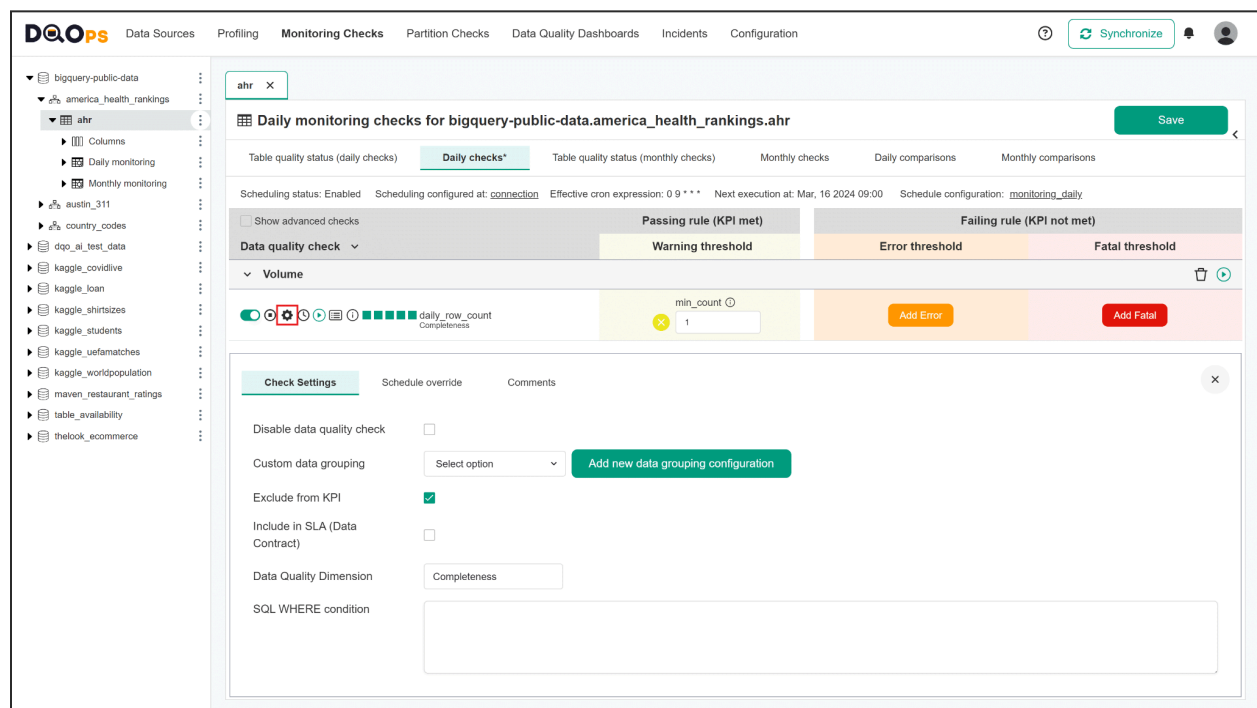 DQOps Data Sources Profiling Monitoring Checks Partition Checks Data Quality Dashboards Incidents Configuration Synchronize
bigquery-public-data
america_health_rankings
ahr
Columns
Daily monitoring
Monthly monitoring
austin_311
country_codes
dqo_ai_test_data
kaggle_covidlive
kaggle_loan
kaggle_shirtsizes
kaggle_students
kaggle_uefamatches
kaggle_worldpopulation
maven_restaurant_ratings
table_availability
thelook_ecommerce
ahr
Daily monitoring checks for bigquery-public-data.america_health_rankings.ahr Save
Table quality status (daily checks) Daily checks* Table quality status (monthly checks) Monthly checks Daily comparisons Monthly comparisons
Scheduling status: Enabled Scheduling configured at: connection Effective cron expression: 0 9 * * * Next execution at: Mar, 16 2024 09:00 Schedule configuration: monitoring_daily
Show advanced checks Passing rule (KPI met) Failing rule (KPI not met)
Data quality check Warning threshold Error threshold Fatal threshold
Volume
min_count
daily_row_count 1 Add Error Add Fatal
Completeness
Check Settings Schedule override Comments
Disable data quality check
Custom data grouping Select option Add new data grouping configuration
Exclude from KPI
Include in SLA (Data
Contract)
Data Quality Dimension Completeness
SQL WHERE condition